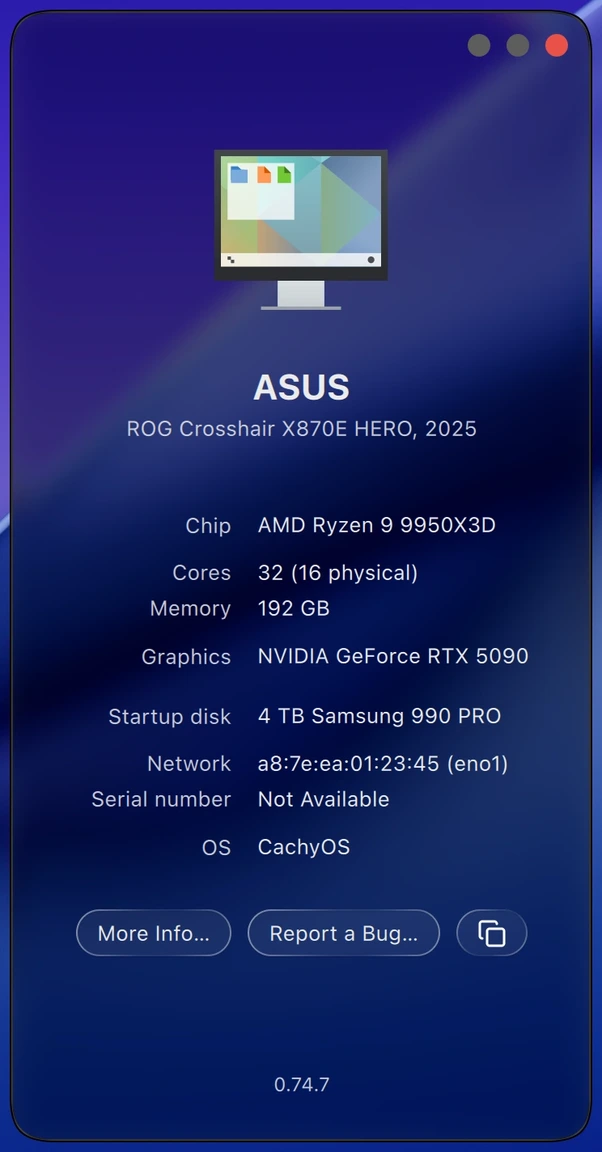 ASUS
ROG Crosshair X870E HERO, 2025
Chip AMD Ryzen 9 9950X3D
Cores 32 (16 physical)
Memory 192 GB
Graphics NVIDIA GeForce RTX 5090
Startup disk 4 TB Samsung 990 PRO
Network a8:7e:ea:01:23:45 (eno1)
Serial number Not Available
OS CachyOS
More Info... Report a Bug...
0.74.7